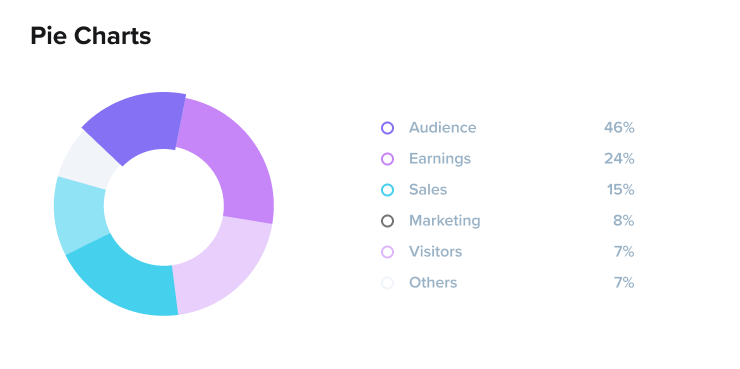 Pie Charts
Audience 46%
Earnings 24%
Sales 15%
Marketing 8%
Visitors 7%
Others 7%